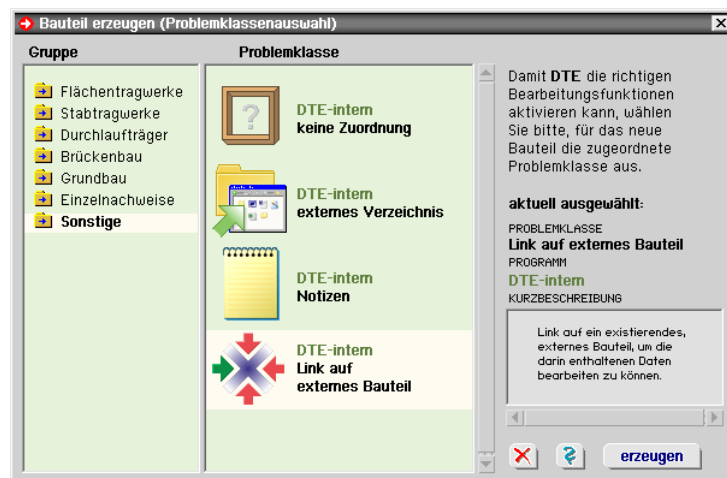 Bauteil erzeugen (Problemklassenauswahl)
Gruppe
Flächentragwerke
Stabtragwerke
Durchlaufträger
Brückenbau
Grundbau
Einzelnachweise
Sonstige
Problemklasse
?
DTE-intern
keine Zuordnung
DTE-intern
externes Verzeichnis
DTE-intern
Notizen
DTE-intern
Link auf
externes Bauteil
Damit DTE die richtigen
Bearbeitungsfunktionen
aktivieren kann, wählen
Sie bitte, für das neue
Bauteil die zugeordnete
Problemklasse aus.
aktuell ausgewählt:
PROBLEMKLASSE
Link auf externes Bauteil
PROGRAMM
DTE-intern
KURZBESCHREIBUNG
Link auf ein existierendes,
externes Bauteil, um die
darin enthaltenen Daten
bearbeiten zu können.
?
erzeugen